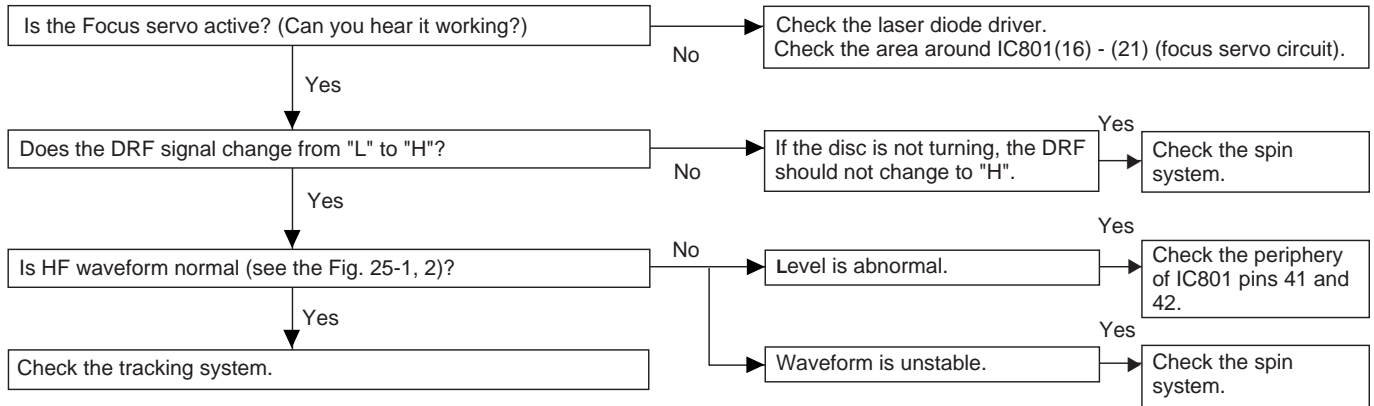 Is the Focus servo active? (Can you hear it working?)
No
Check the laser diode driver.
Check the area around IC801(16) - (21) (focus servo circuit).
Yes
Does the DRF signal change from "L" to "H"?
No
If the disc is not turning, the DRF
should not change to "H".
Yes
Check the spin
system.
Yes
Is HF waveform normal (see the Fig. 25-1, 2)?
No
Level is abnormal.
Yes
Check the periphery
of IC801 pins 41 and
42.
Yes
Check the tracking system.
Waveform is unstable.
Yes
Check the spin
system.